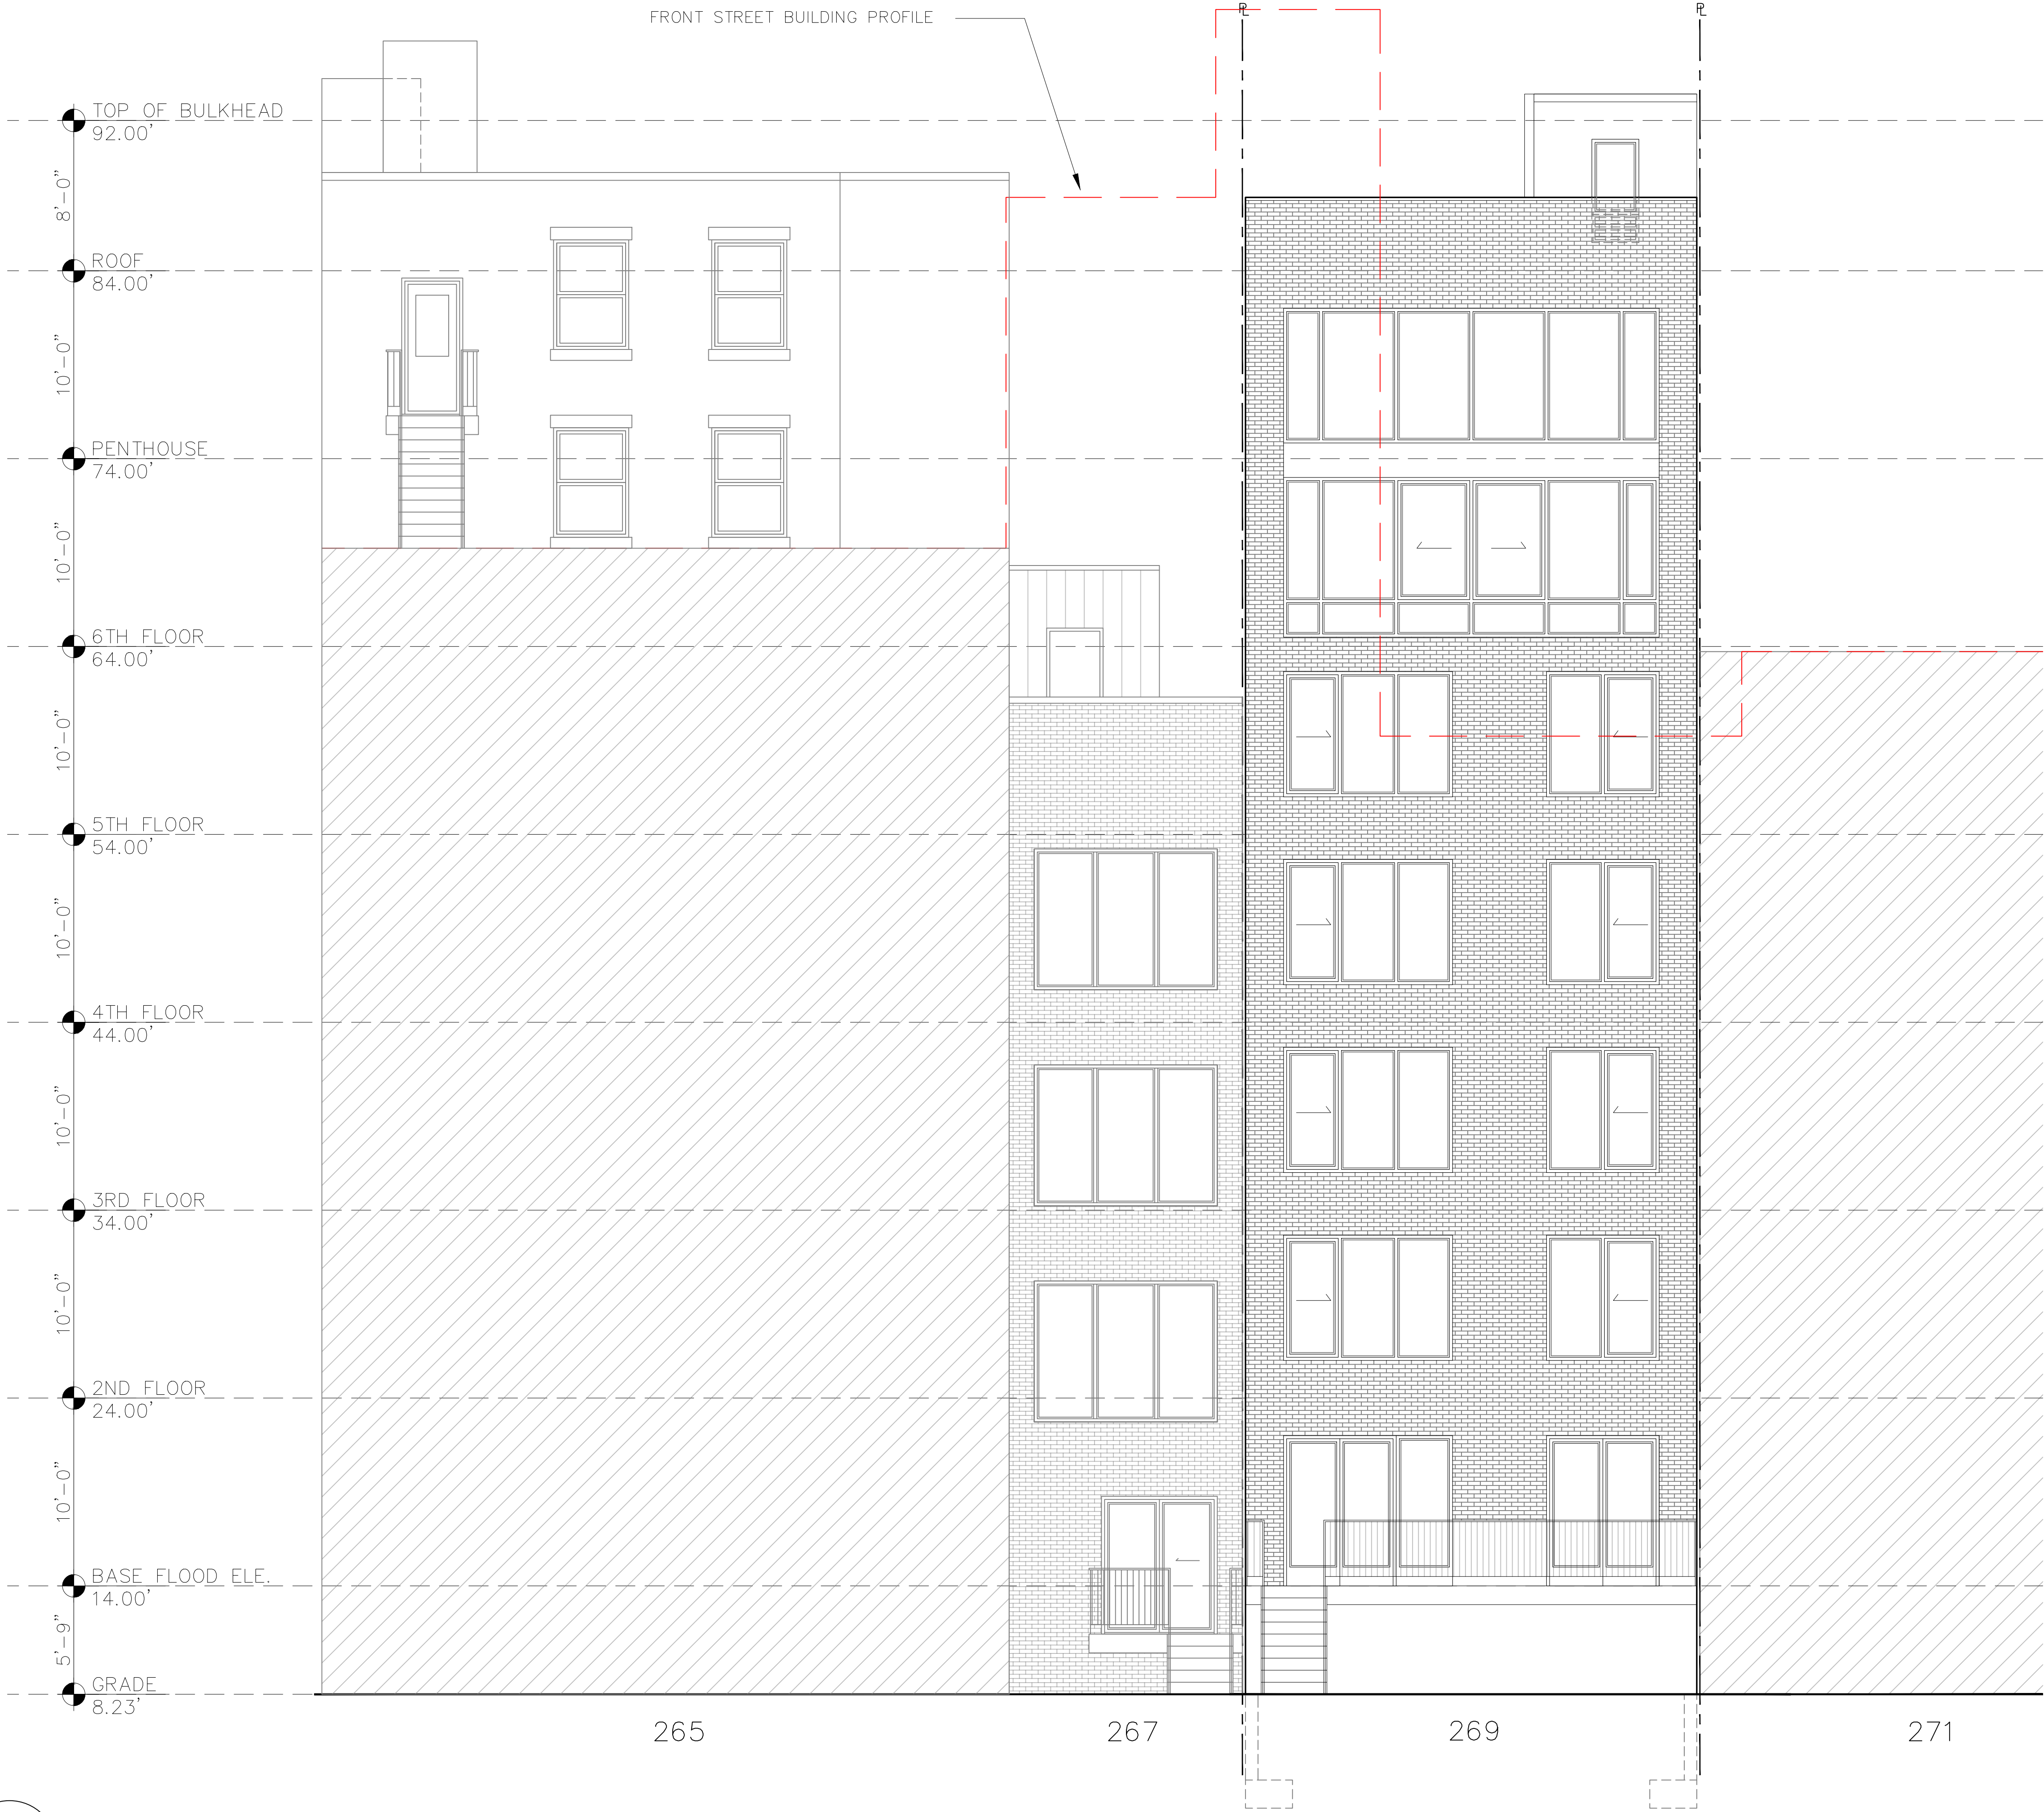 FRONT STREET BUILDING PROFILE
PL
PL
TOP OF BULKHEAD
92.00'
8'-0"
ROOF
84.00'
10'-0"
PENTHOUSE
74.00'
10'-0"
6TH FLOOR
64.00'
10'-0"
5TH FLOOR
54.00'
10'-0"
4TH FLOOR
44.00'
10'-0"
3RD FLOOR
34.00'
10'-0"
2ND FLOOR
24.00'
10'-0"
BASE FLOOD ELE.
14.00'
5'-9"
GRADE
8.23'
265
267
269
271